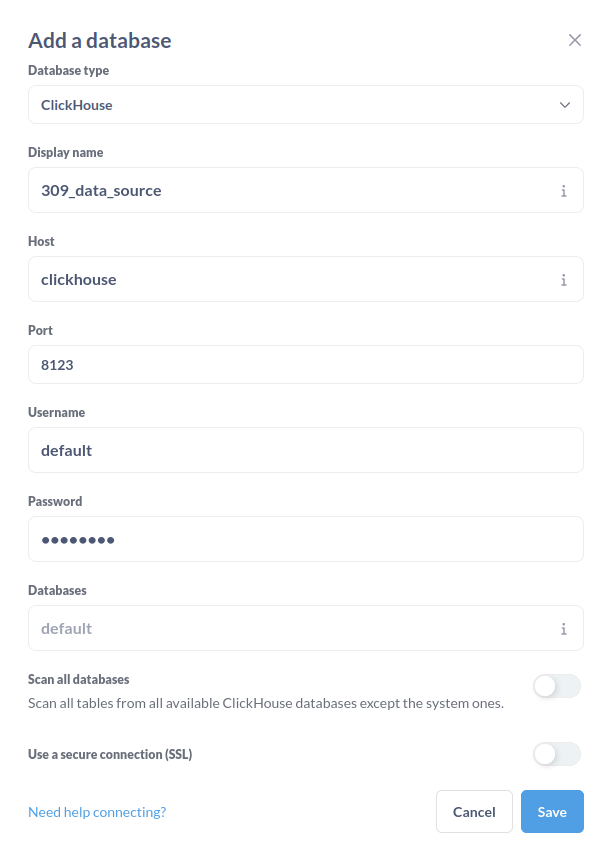 Add a database
Database type
ClickHouse
Display name
309_data_source
Host
clickhouse
Port
8123
Username
default
Password
••••••••
Databases
default
Scan all databases
Scan all tables from all available ClickHouse databases except the system ones.
Use a secure connection (SSL)
Need help connecting?
Cancel
Save